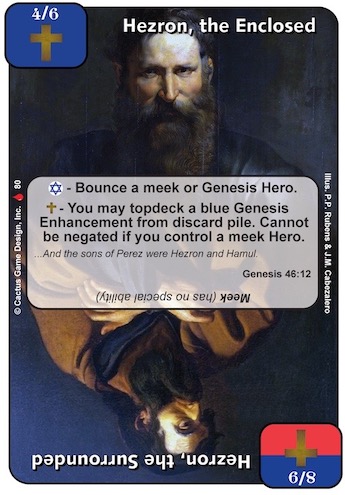 4/6
Hezron, the Enclosed
- Bounce a meek or Genesis Hero.
- You may topdeck a blue Genesis
Enhancement from discard pile. Cannot
be negated if you control a meek Hero.
...And the sons of Perez were Hezron and Hamul.
Genesis 46:12
Meek (has no special ability)
© Cactus Game Design, Inc. 80
Illus. P.P. Rubens & J.M. Cabezalero
Hezron, the Surrounded
6/8